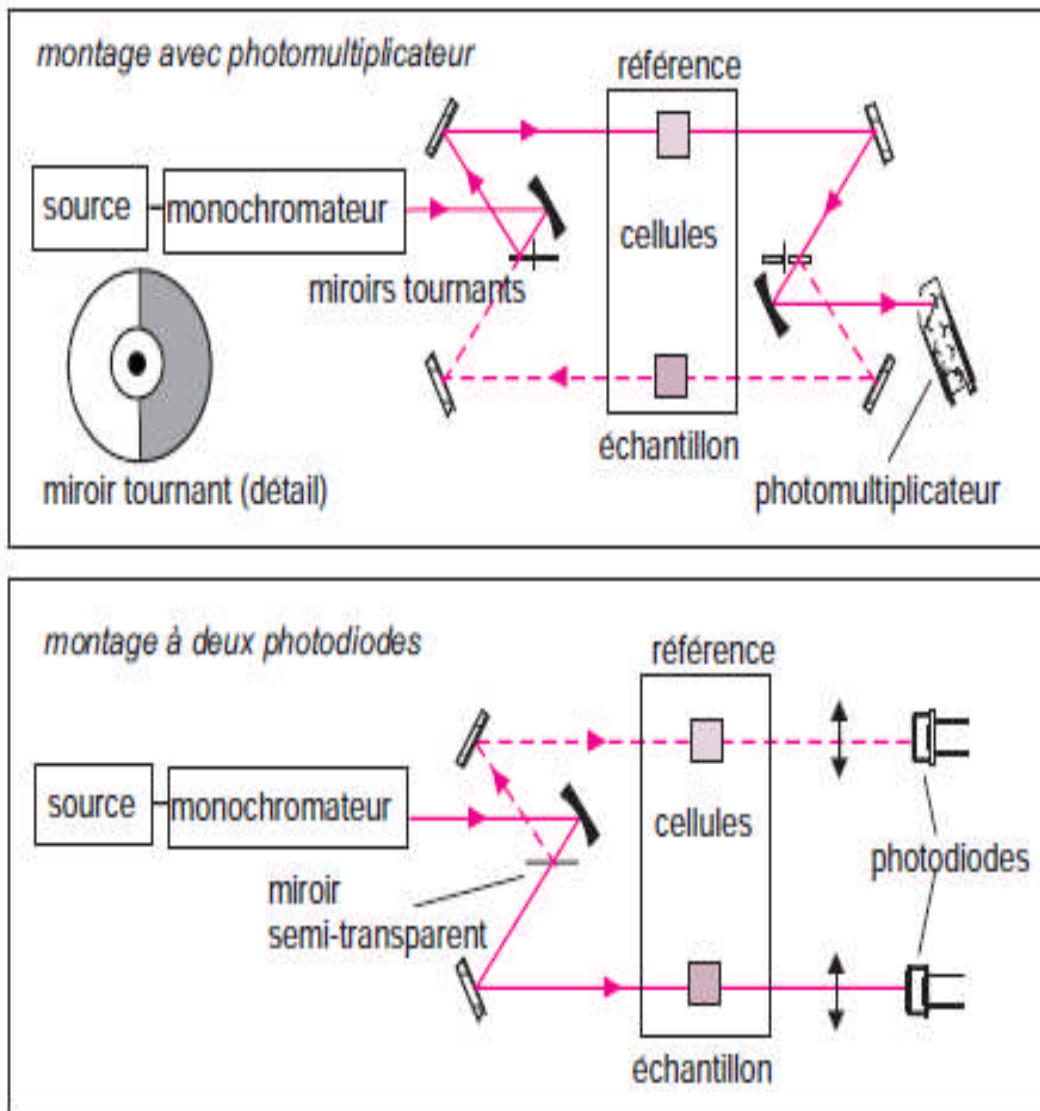 montage avec photomultiplicateur
référence
source
monochromateur
cellules
miroirs tournants
échantillon
miroir tournant (détail)
photomultiplicateur
montage à deux photodiodes
référence
source
monochromateur
cellules
photodiodes
miroir
semi-transparent
échantillon